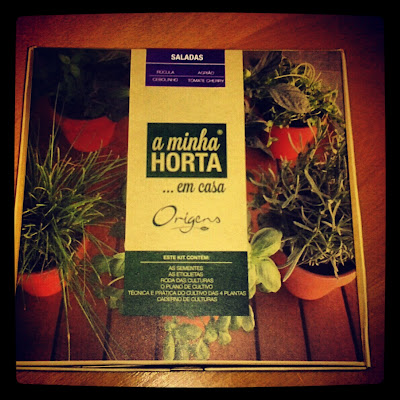 SALADAS
RÚCULA AGRIÃO
CEBOLINHO TOMATE CHERRY
a minha®
HORTA
...em casa
Origens
ESTE KIT CONTÉM:
AS SEMENTES
AS ETIQUETAS
RODA DAS CULTURAS
O PLANO DE CULTIVO
TÉCNICA E PRÁTICA DO CULTIVO DAS 4 PLANTAS
CADERNO DE CULTURAS